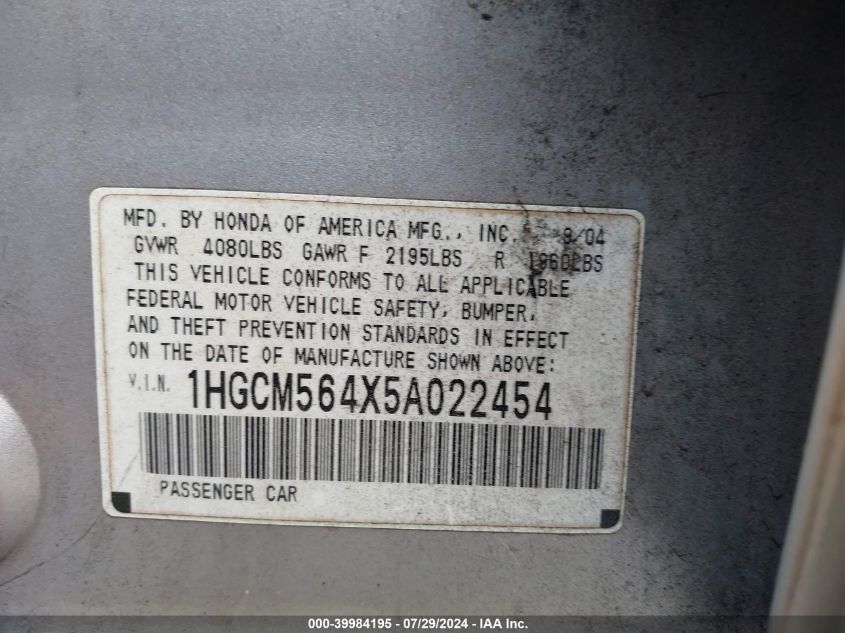 MFD. BY HONDA OF AMERICA MFG., INC. 9/04
GVWR 4080LBS GAWR F 2195LBS R 1960LBS
THIS VEHICLE CONFORMS TO ALL APPLICABLE
FEDERAL MOTOR VEHICLE SAFETY, BUMPER,
AND THEFT PREVENTION STANDARDS IN EFFECT
ON THE DATE OF MANUFACTURE SHOWN ABOVE:
V.I.N. 1HGCM564X5A022454
PASSENGER CAR
000-39984195 - 07/29/2024 - IAA Inc.